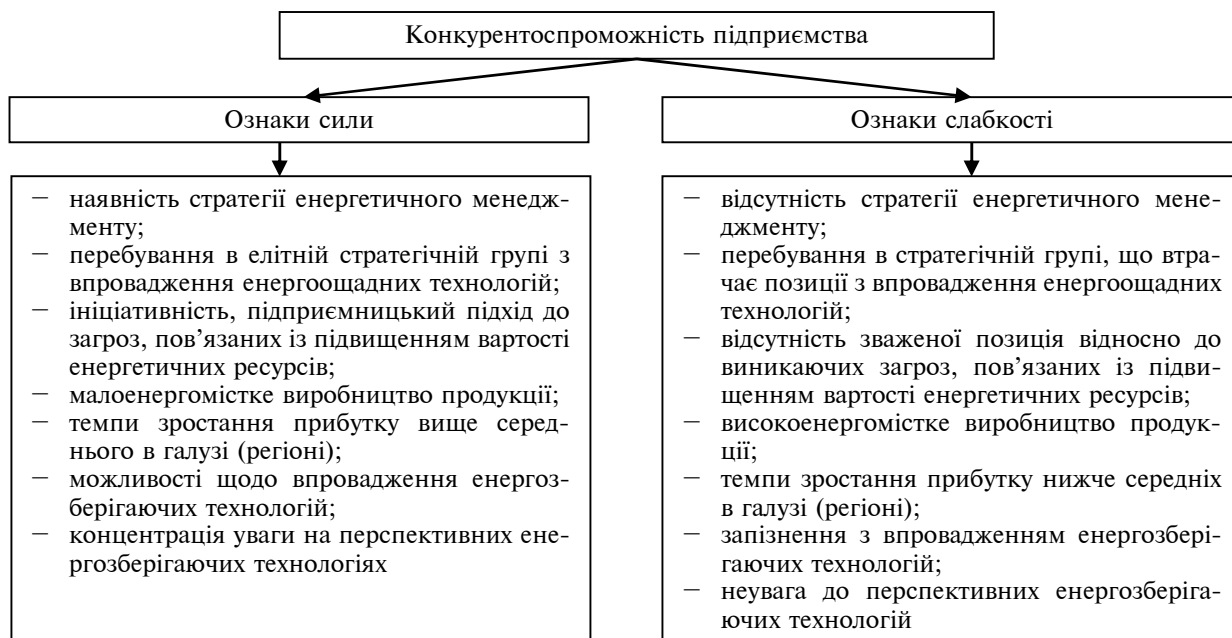 Конкурентоспроможність підприємства
Ознаки сили
– наявність стратегії енергетичного менедж-
менту;
– перебування в елітній стратегічній групі з
впровадження енергоощадних технологій;
– ініціативність, підприємницький підхід до
загроз, пов’язаних із підвищенням вартості
енергетичних ресурсів;
– малоенергомістке виробництво продукції;
– темпи зростання прибутку вище серед-
нього в галузі (регіоні);
– можливості щодо впровадження енергоз-
берігаючих технологій;
– концентрація уваги на перспективних ене-
ргозберігаючих технологіях
Ознаки слабкості
– відсутність стратегії енергетичного мене-
джменту;
– перебування в стратегічній групі, що втра-
чає позиції з впровадження енергоощадних
технологій;
– відсутність зваженої позиція відносно до
виникаючих загроз, пов’язаних із підви-
щенням вартості енергетичних ресурсів;
– високоенергомістке виробництво продук-
ції;
– темпи зростання прибутку нижче середніх
в галузі (регіоні);
– запізнення з впровадженням енергозбері-
гаючих технологій;
– неувага до перспективних енергозберіга-
ючих технологій